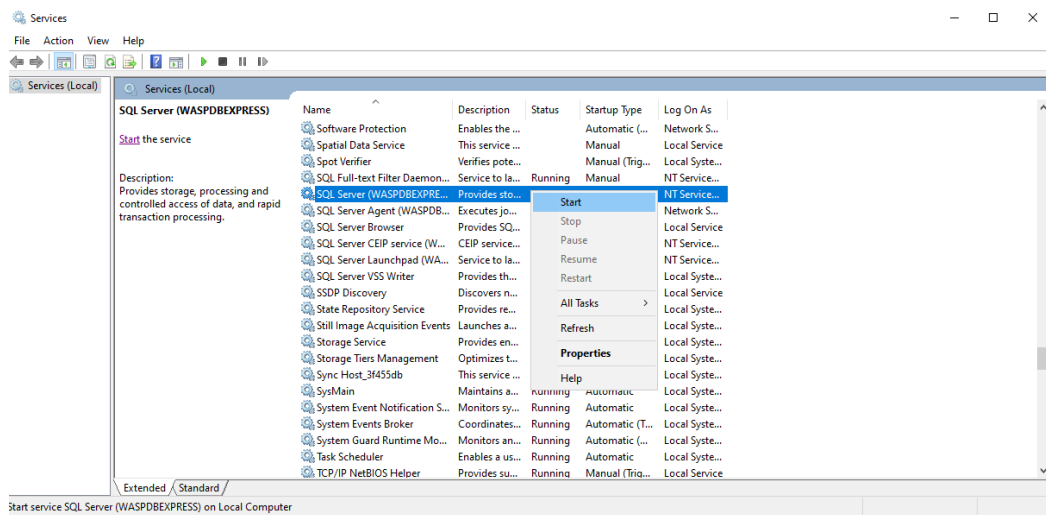 Services
File Action View Help
Services (Local)
Services (Local)
SQL Server (WASPDBEXPRESS)
Start the service
Description:
Provides storage, processing and
controlled access of data, and rapid
transaction processing.
Name Description Status Startup Type Log On As
Software Protection Enables the ... Automatic (... Network S...
Spatial Data Service This service ... Manual Local Service
Spot Verifier Verifies pote... Manual (Trig... Local Syste...
SQL Full-text Filter Daemon... Service to la... Running Manual NT Service...
SQL Server (WASPDBEXPRE... Provides sto... NT Service...
SQL Server Agent (WASPDB... Executes jo... Network S...
SQL Server Browser Provides SQ... Local Service
SQL Server CEIP service (W... CEIP service... NT Service...
SQL Server Launchpad (WA... Service to la... NT Service...
SQL Server VSS Writer Provides th... Local Syste...
SSDP Discovery Discovers n... Local Service
State Repository Service Provides re... Local Syste...
Still Image Acquisition Events Launches a... Local Syste...
Storage Service Provides en... Local Syste...
Storage Tiers Management Optimizes t... Local Syste...
Sync Host_3f455db This service ... Local Syste...
SysMain Maintains a... Running Automatic Local Syste...
System Event Notification S... Monitors sy... Running Automatic Local Syste...
System Events Broker Coordinates... Running Automatic (T... Local Syste...
System Guard Runtime Mo... Monitors an... Running Automatic (... Local Syste...
Task Scheduler Enables a us... Running Automatic Local Syste...
TCP/IP NetBIOS Helper Provides su... Running Manual (Trig... Local Service
Start
Stop
Pause
Resume
Restart
All Tasks
Refresh
Properties
Help
Extended Standard
Start service SQL Server (WASPDBEXPRESS) on Local Computer